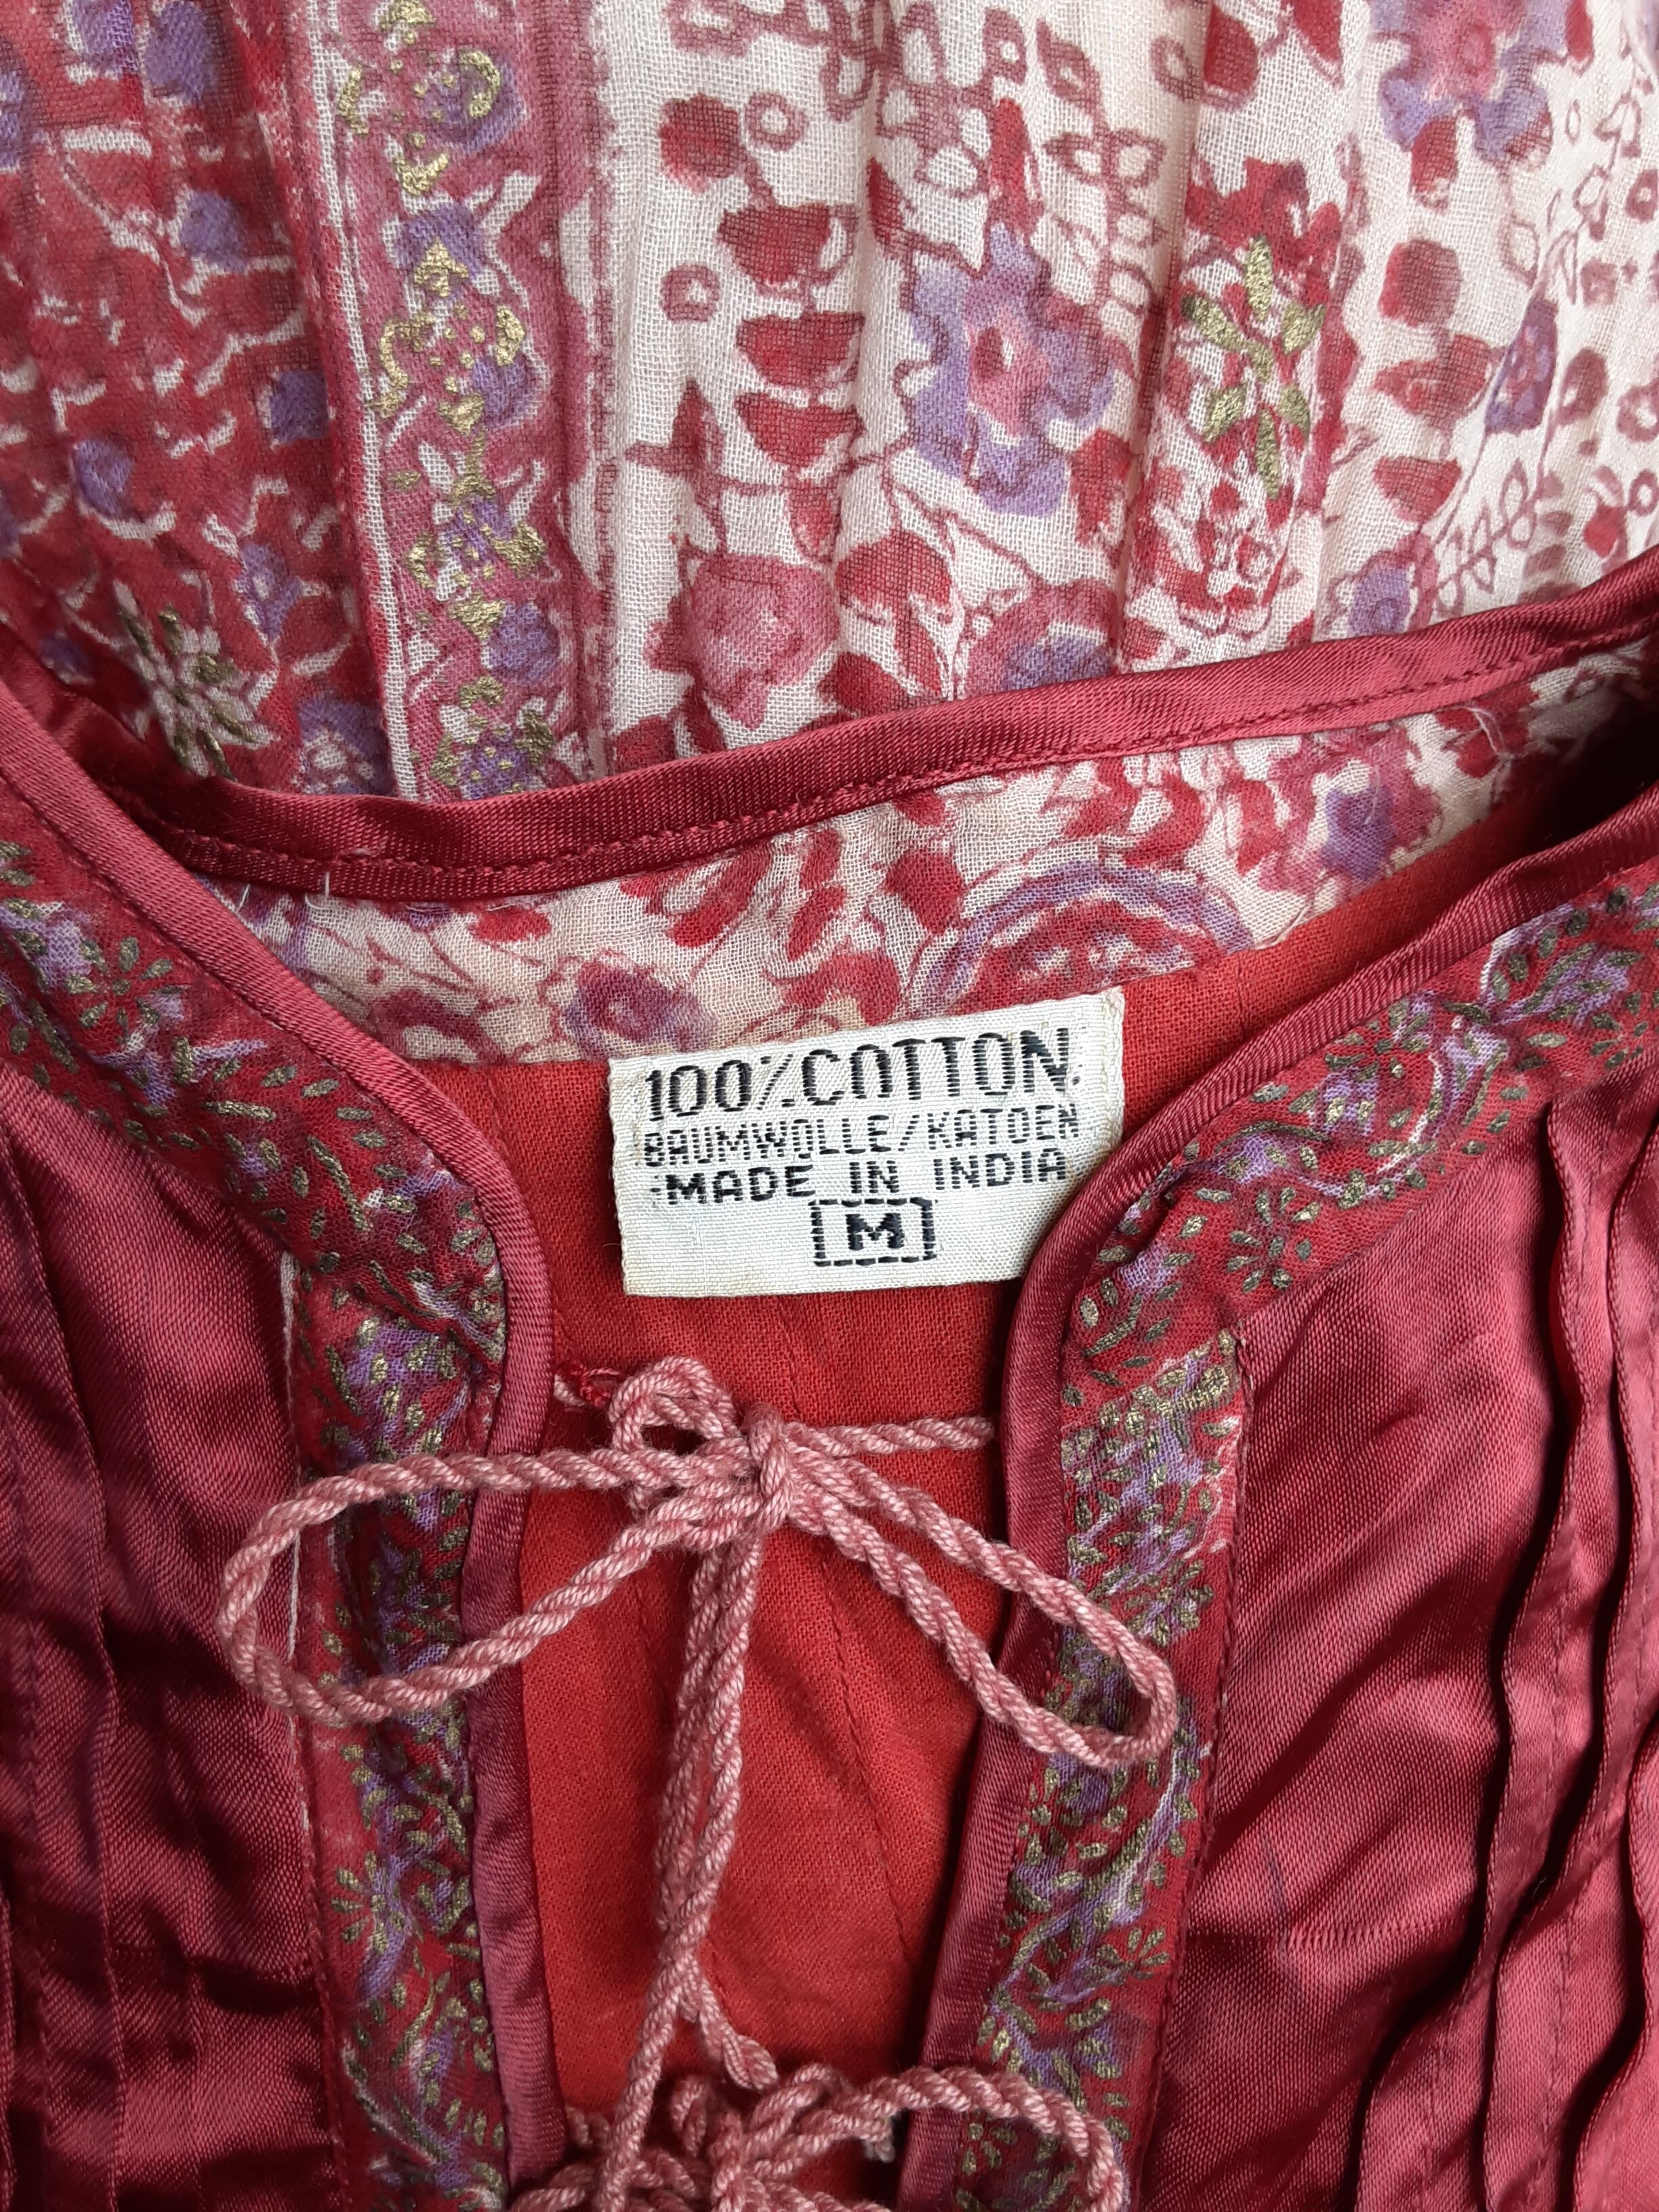 100% COTTON
BAUMWOLLE/KATOEN
MADE IN INDIA
M